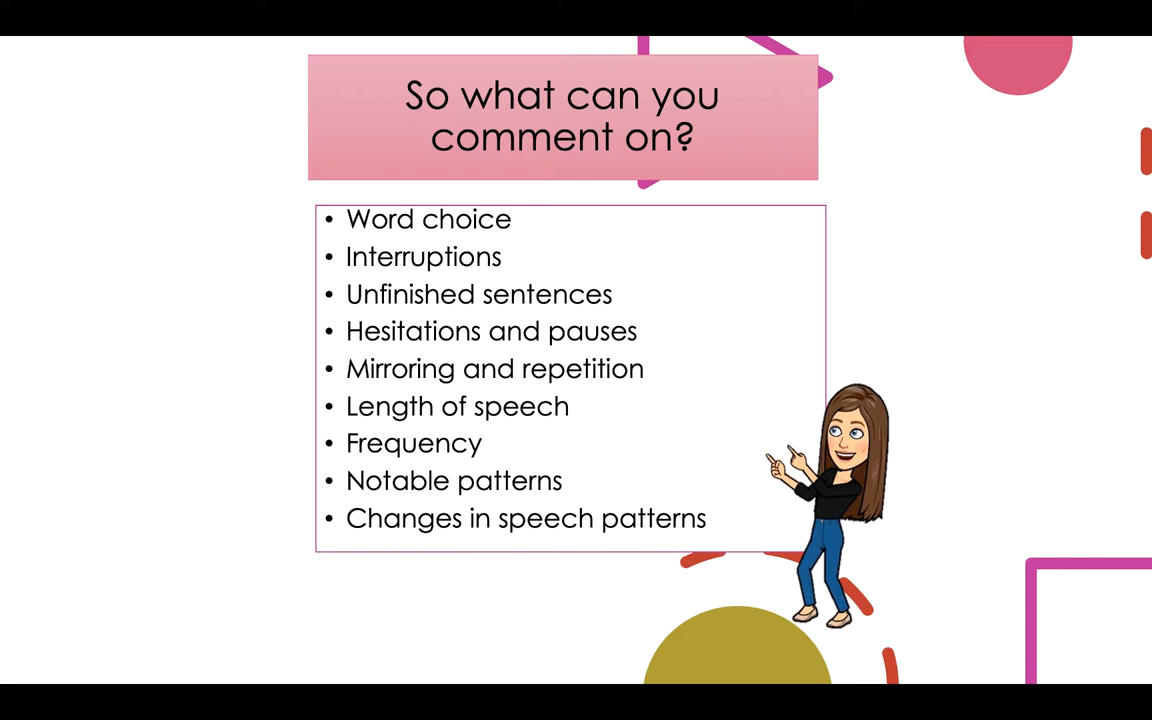 So what can you
comment on?
• Word choice
• Interruptions
• Unfinished sentences
• Hesitations and pauses
• Mirroring and repetition
• Length of speech
• Frequency
• Notable patterns
• Changes in speech patterns